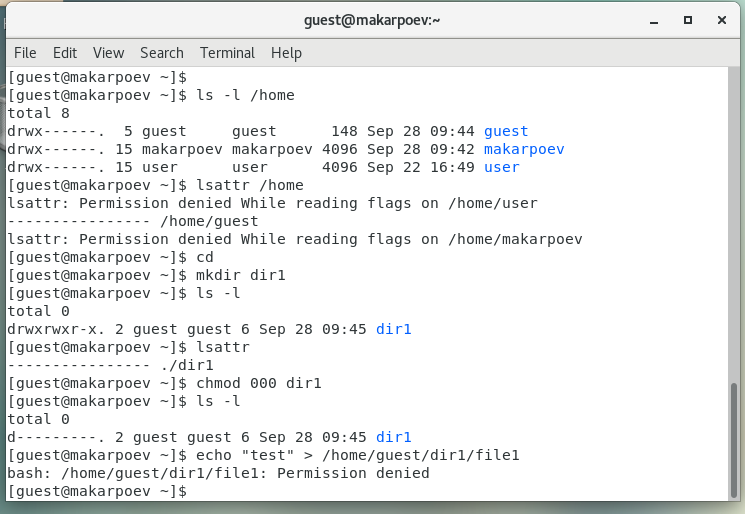 guest@makarpoev:~
File Edit View Search Terminal Help
[guest@makarpoev ~]$
[guest@makarpoev ~]$ ls -l /home
total 8
drwx------.  5 guest     guest      148 Sep 28 09:44 guest
drwx------. 15 makarpoev makarpoev 4096 Sep 28 09:42 makarpoev
drwx------. 15 user      user      4096 Sep 22 16:49 user
[guest@makarpoev ~]$ lsattr /home
lsattr: Permission denied While reading flags on /home/user
---------------- /home/guest
lsattr: Permission denied While reading flags on /home/makarpoev
[guest@makarpoev ~]$ cd
[guest@makarpoev ~]$ mkdir dir1
[guest@makarpoev ~]$ ls -l
total 0
drwxrwxr-x. 2 guest guest 6 Sep 28 09:45 dir1
[guest@makarpoev ~]$ lsattr
---------------- ./dir1
[guest@makarpoev ~]$ chmod 000 dir1
[guest@makarpoev ~]$ ls -l
total 0
d---------. 2 guest guest 6 Sep 28 09:45 dir1
[guest@makarpoev ~]$ echo "test" > /home/guest/dir1/file1
bash: /home/guest/dir1/file1: Permission denied
[guest@makarpoev ~]$